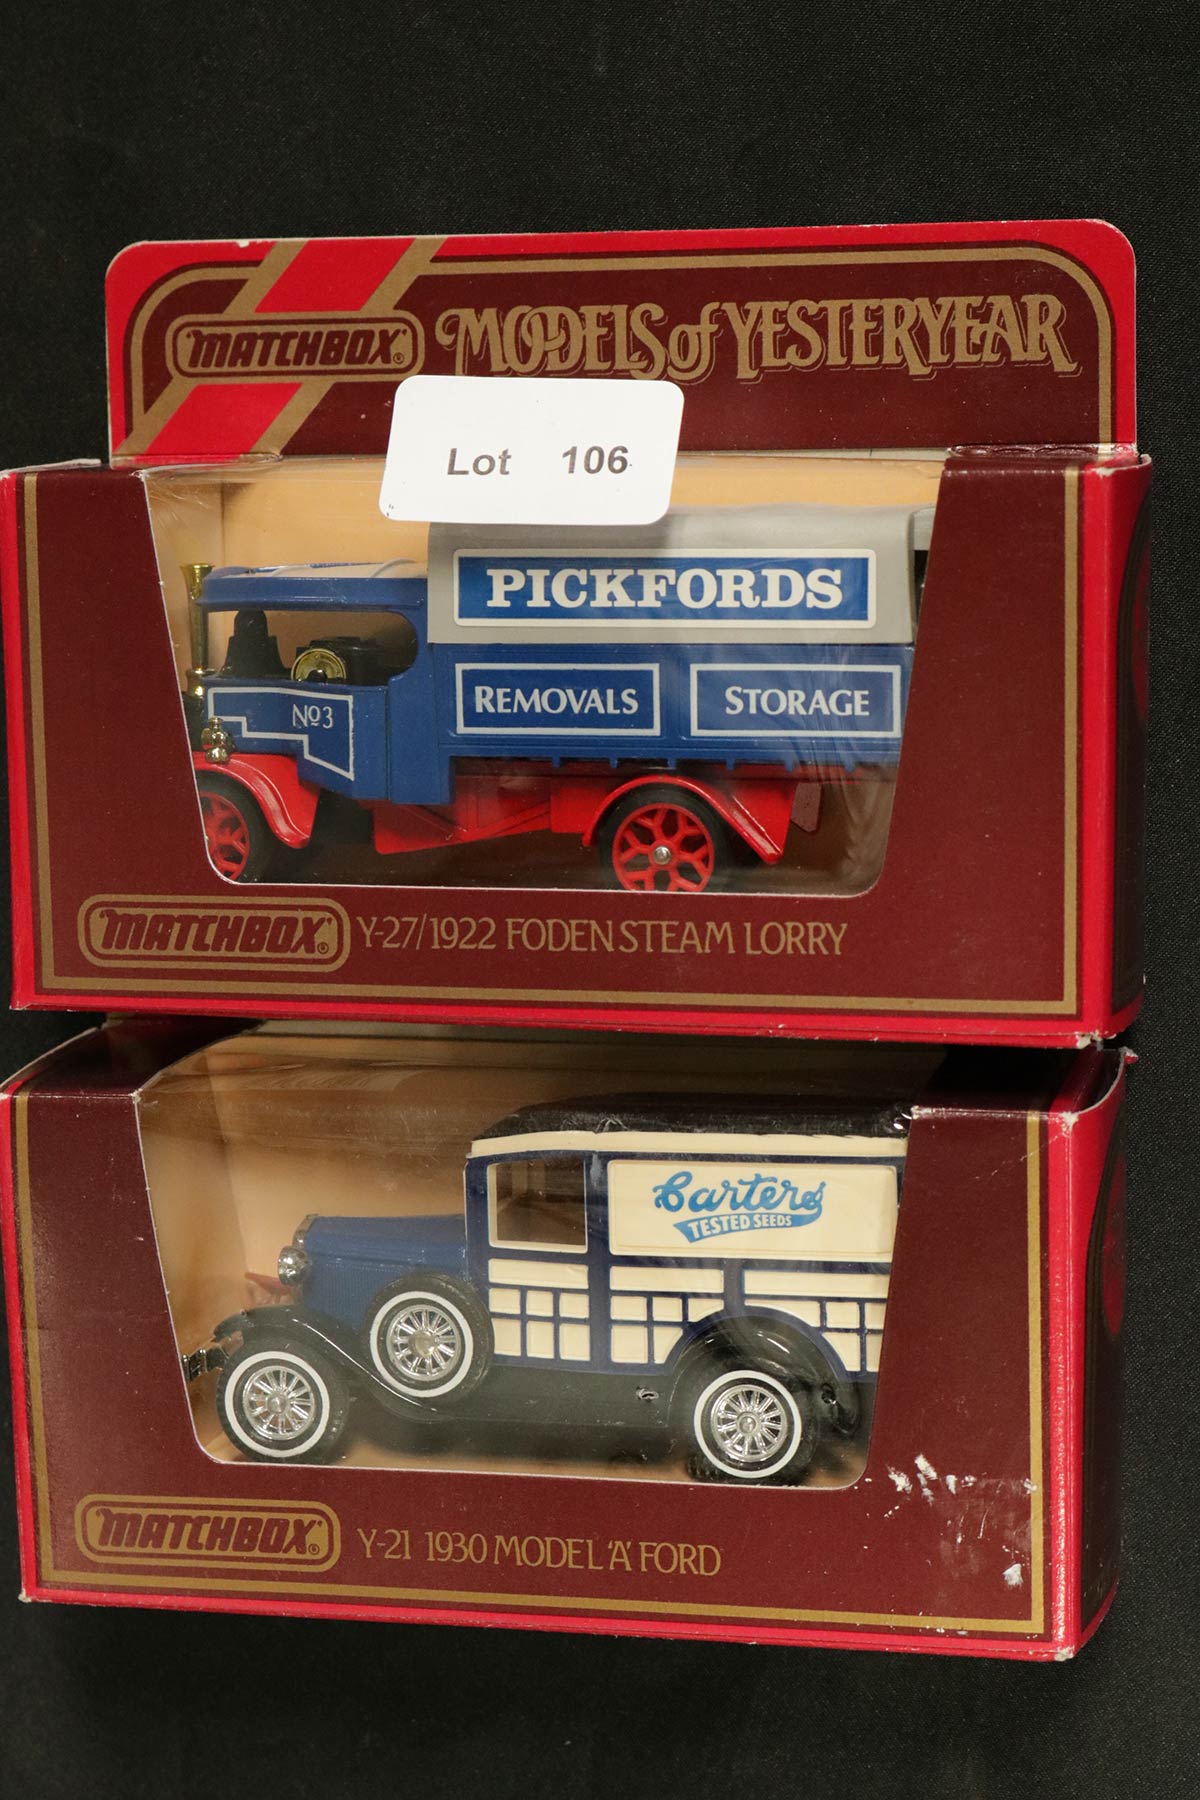 MATCHBOX® MODELS of YESTERYEAR
Lot 106
PICKFORDS
REMOVALS STORAGE
No3
MATCHBOX® Y-27/1922 FODEN STEAM LORRY
Carters
TESTED SEEDS
MATCHBOX® Y-21 1930 MODEL 'A' FORD